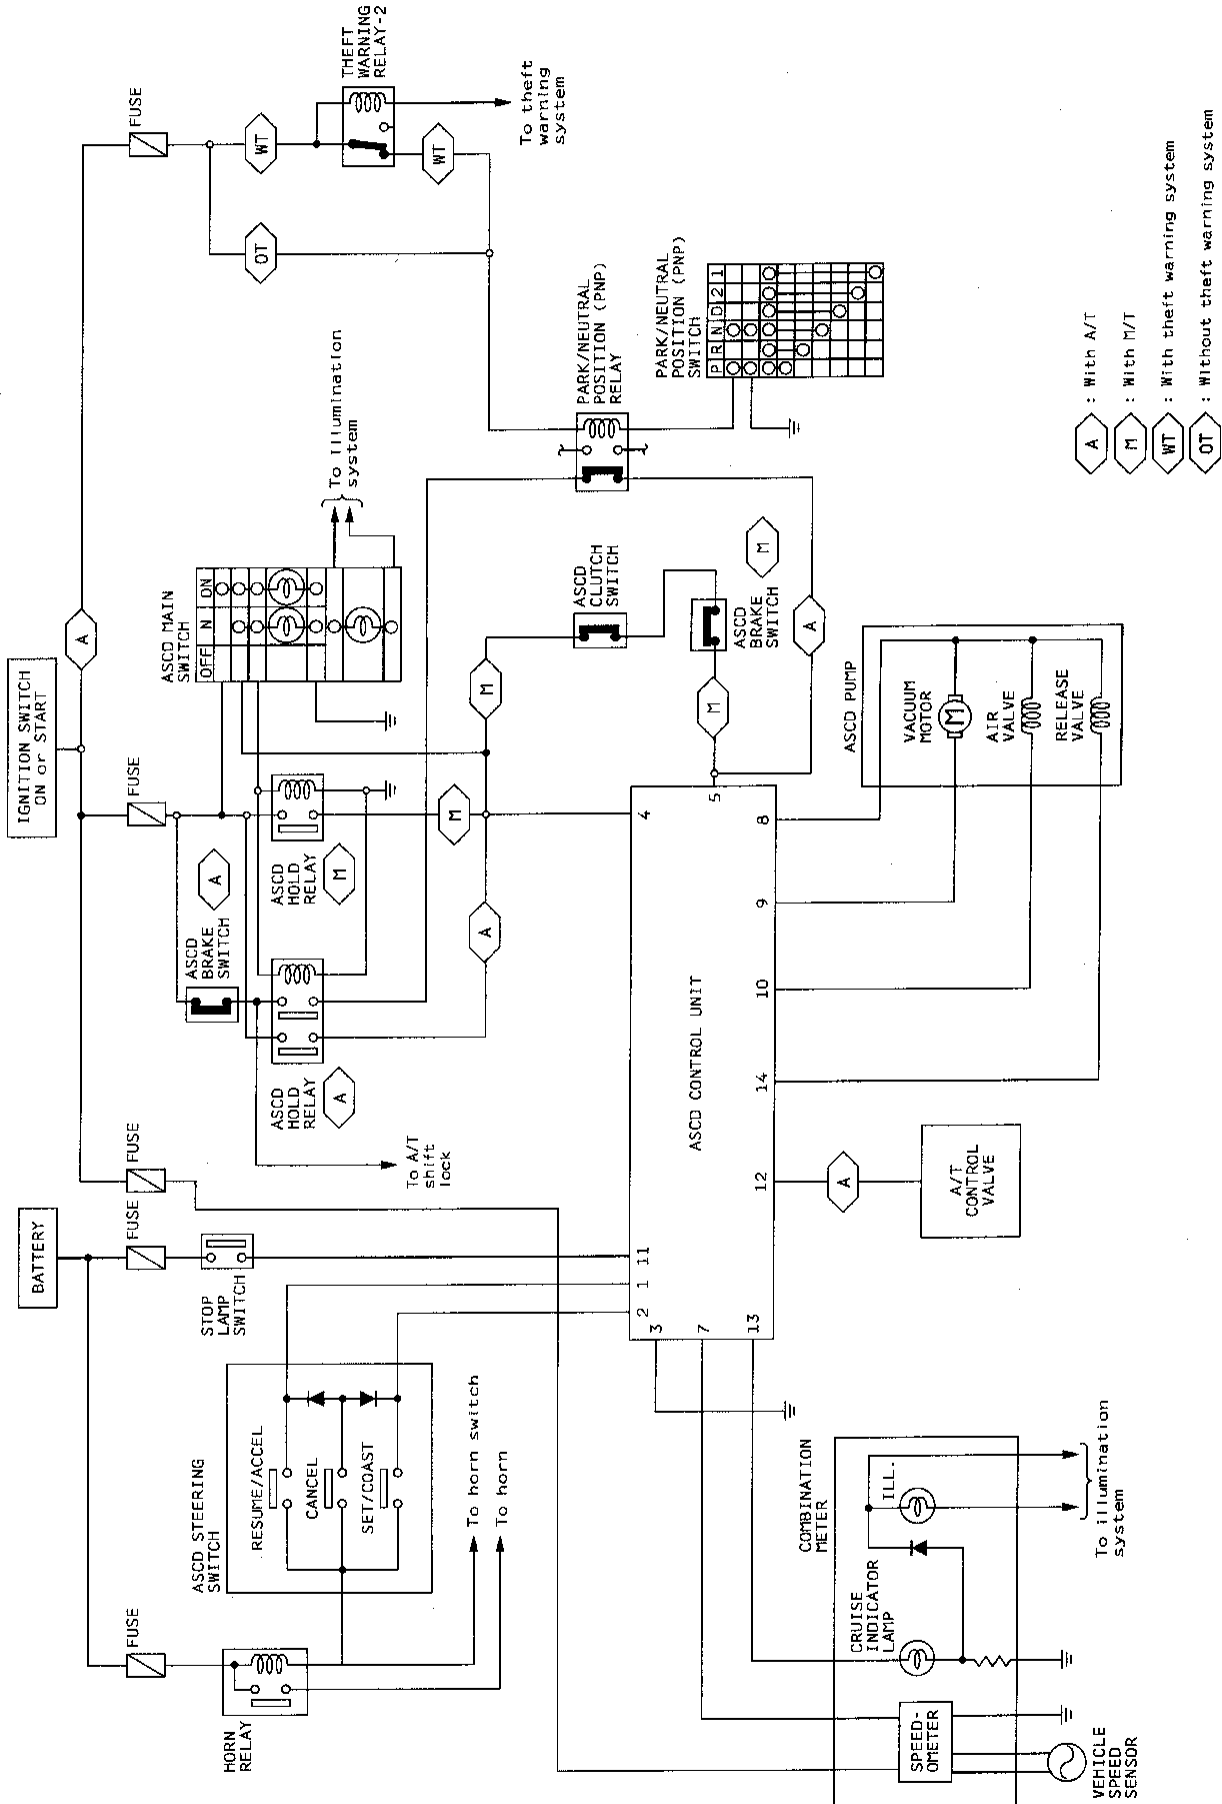 IGNITION SWITCH
ON or START
BATTERY
FUSE
FUSE
FUSE
FUSE
FUSE
A
WT
OT
WT
THEFT
WARNING
RELAY-2
To theft
warning
system
ASCD MAIN
SWITCH
OFF N ON
To illumination
system
PARK/NEUTRAL
POSITION (PNP)
RELAY
PARK/NEUTRAL
POSITION (PNP)
SWITCH
P R N D 2 1
ASCD
BRAKE
SWITCH
A
ASCD
HOLD
RELAY
M
ASCD
HOLD
RELAY
A
M
A
M
ASCD
CLUTCH
SWITCH
ASCD
BRAKE
SWITCH
M
M
A
To A/T
shift
lock
STOP
LAMP
SWITCH
HORN
RELAY
ASCD STEERING
SWITCH
RESUME/ACCEL
CANCEL
SET/COAST
To horn switch
To horn
ASCD CONTROL UNIT
2
1
11
4
5
3
7
13
12
14
10
9
8
ASCD PUMP
VACUUM
MOTOR
M
AIR
VALVE
RELEASE
VALVE
A
A/T
CONTROL
VALVE
COMBINATION
METER
CRUISE
INDICATOR
LAMP
ILL.
To illumination
system
SPEED-
OMETER
VEHICLE
SPEED
SENSOR
A : With A/T
M : With M/T
WT : With theft warning system
OT : Without theft warning system